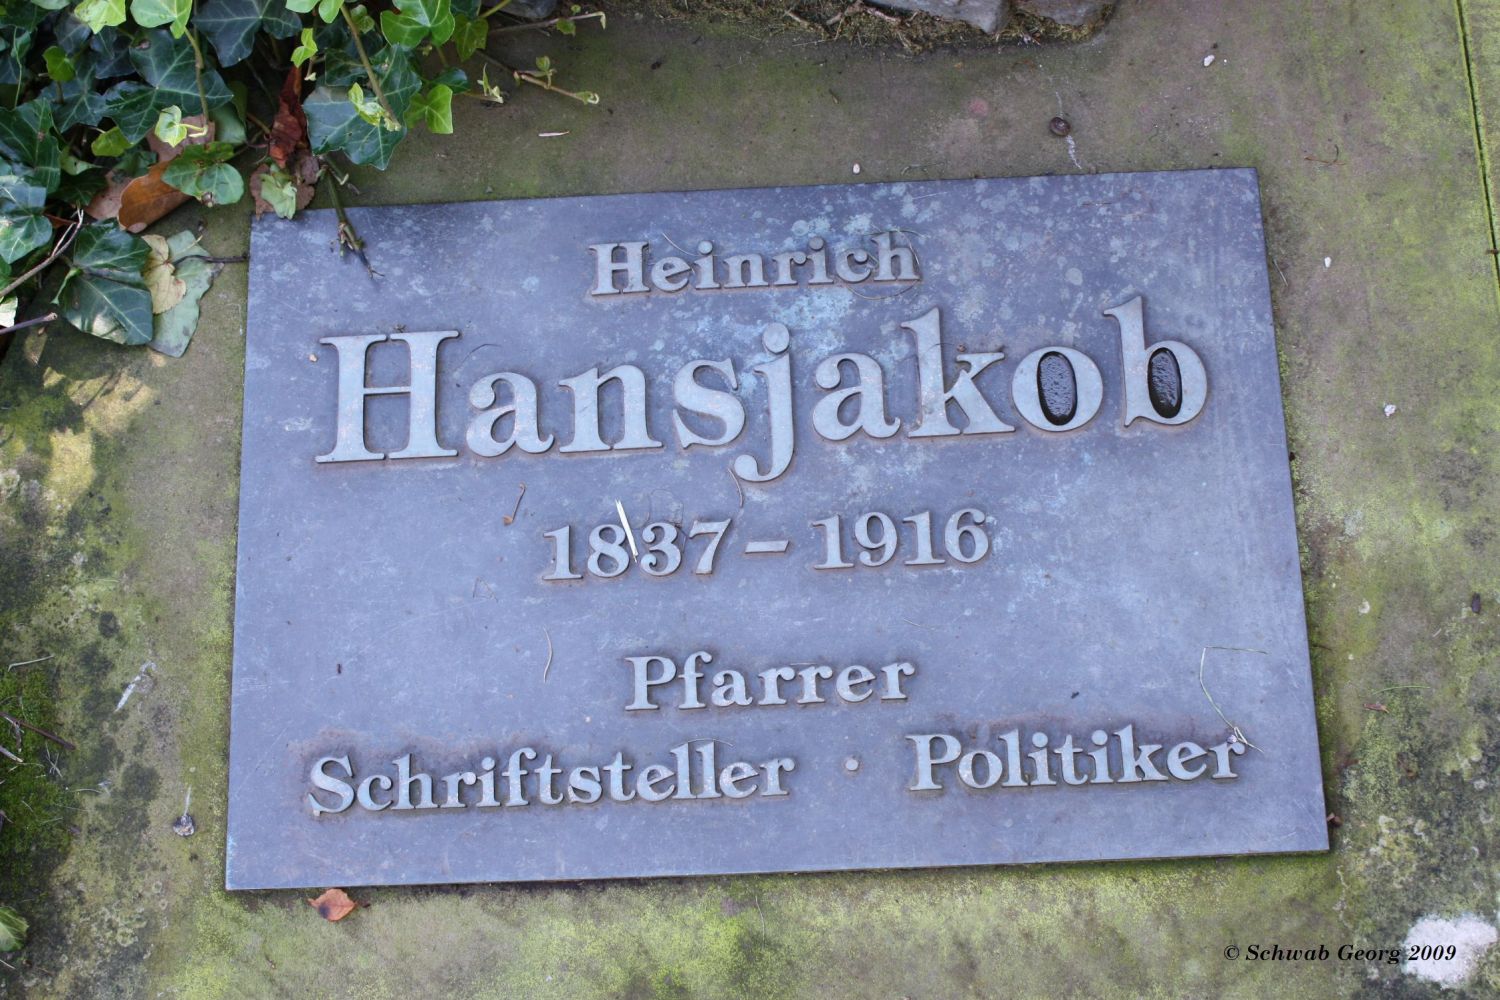 Heinrich
Hansjakob
1837 – 1916
Pfarrer
Schriftsteller · Politiker
© Schwab Georg 2009